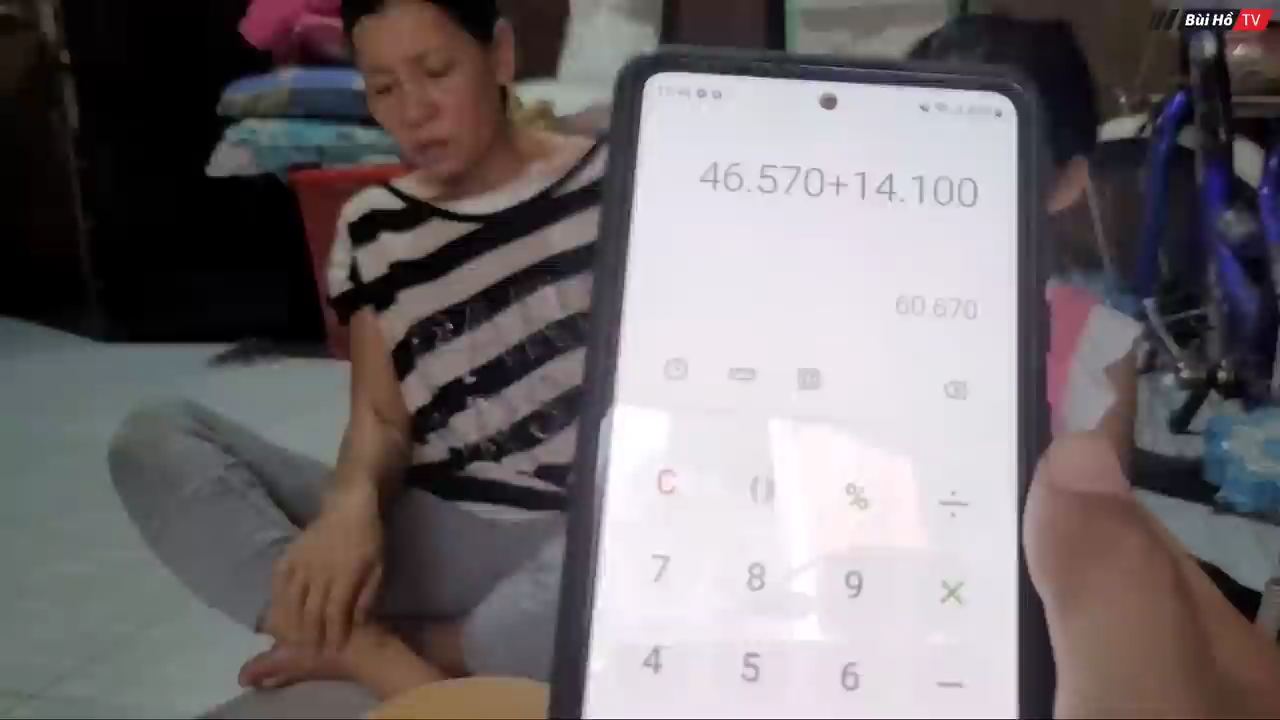 Bùi Hồ TV
46.570+14.100
60.670
C () % ÷
7 8 9 ×
4 5 6 −